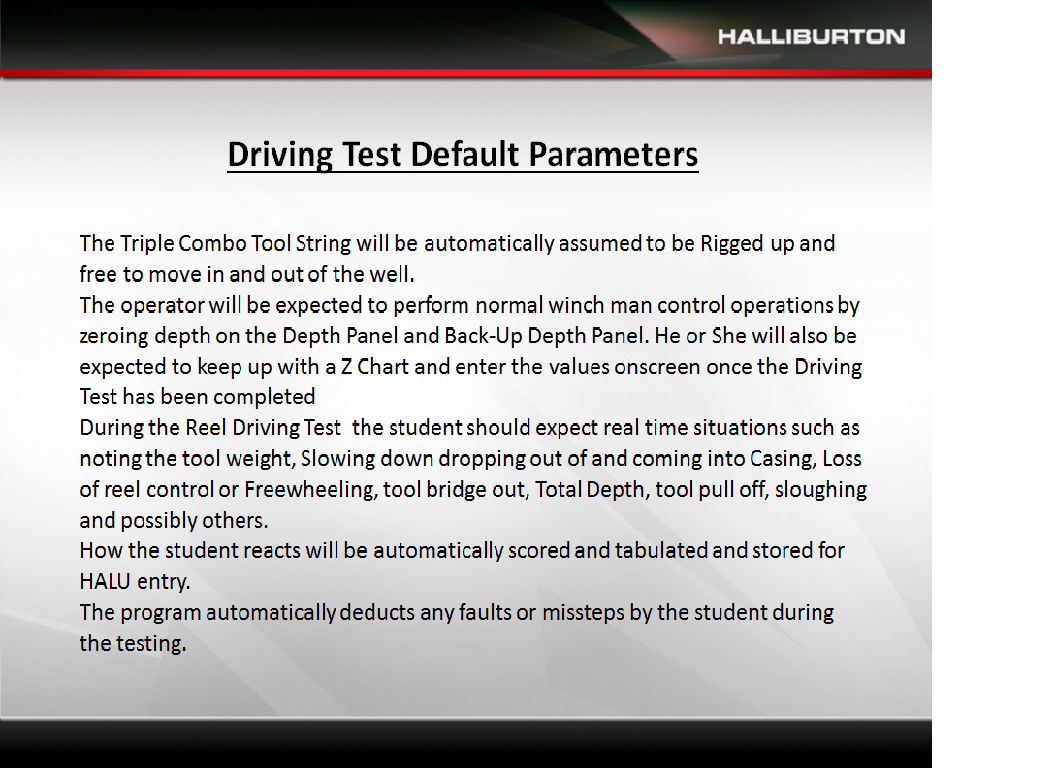 HALLIBURTON
Driving Test Default Parameters
The Triple Combo Tool String will be automatically assumed to be Rigged up and
free to move in and out of the well.
The operator will be expected to perform normal winch man control operations by
zeroing depth on the Depth Panel and Back-Up Depth Panel. He or She will also be
expected to keep up with a Z Chart and enter the values onscreen once the Driving
Test has been completed
During the Reel Driving Test the student should expect real time situations such as
noting the tool weight, Slowing down dropping out of and coming into Casing, Loss
of reel control or Freewheeling, tool bridge out, Total Depth, tool pull off, sloughing
and possibly others.
How the student reacts will be automatically scored and tabulated and stored for
HALU entry.
The program automatically deducts any faults or missteps by the student during
the testing.